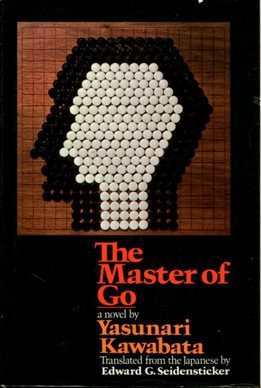 The
Master of
Go
a novel by
Yasunari
Kawabata
Translated from the Japanese by
Edward G. Seidensticker